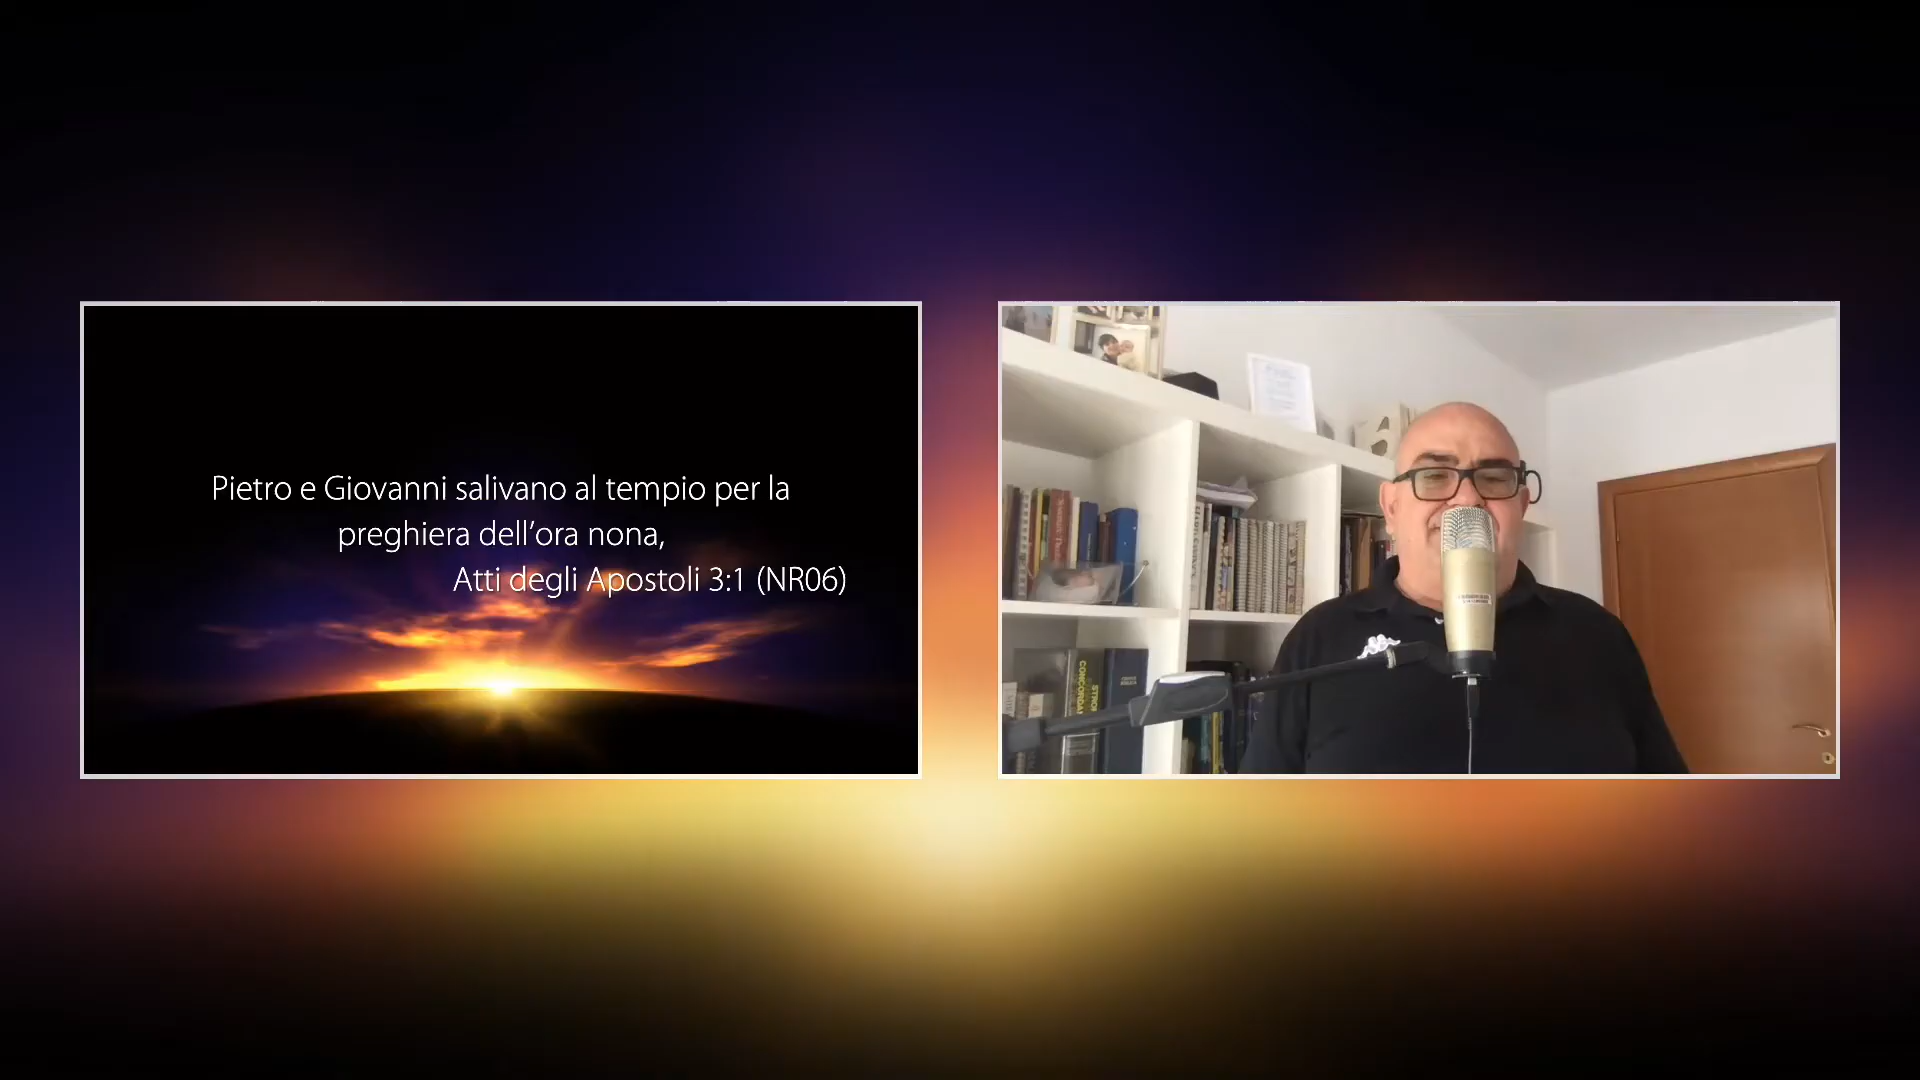 Pietro e Giovanni salivano al tempio per la
preghiera dell’ora nona,
Atti degli Apostoli 3:1 (NR06)